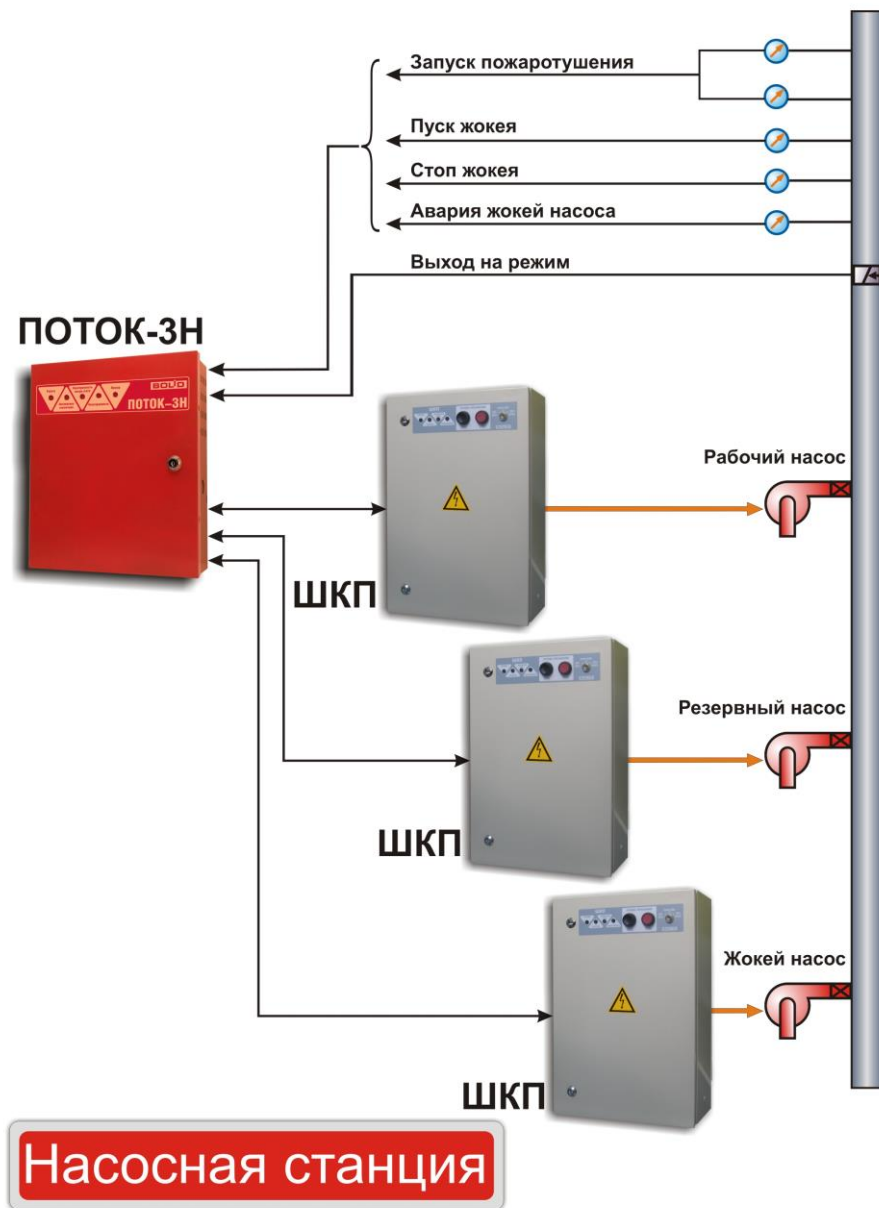 Запуск пожаротушения
Пуск жокея
Стоп жокея
Авария жокей насоса
Выход на режим
ПОТОК-3Н
BOLID
ПОТОК-3Н
Рабочий насос
ШКП
Резервный насос
ШКП
Жокей насос
ШКП
Насосная станция